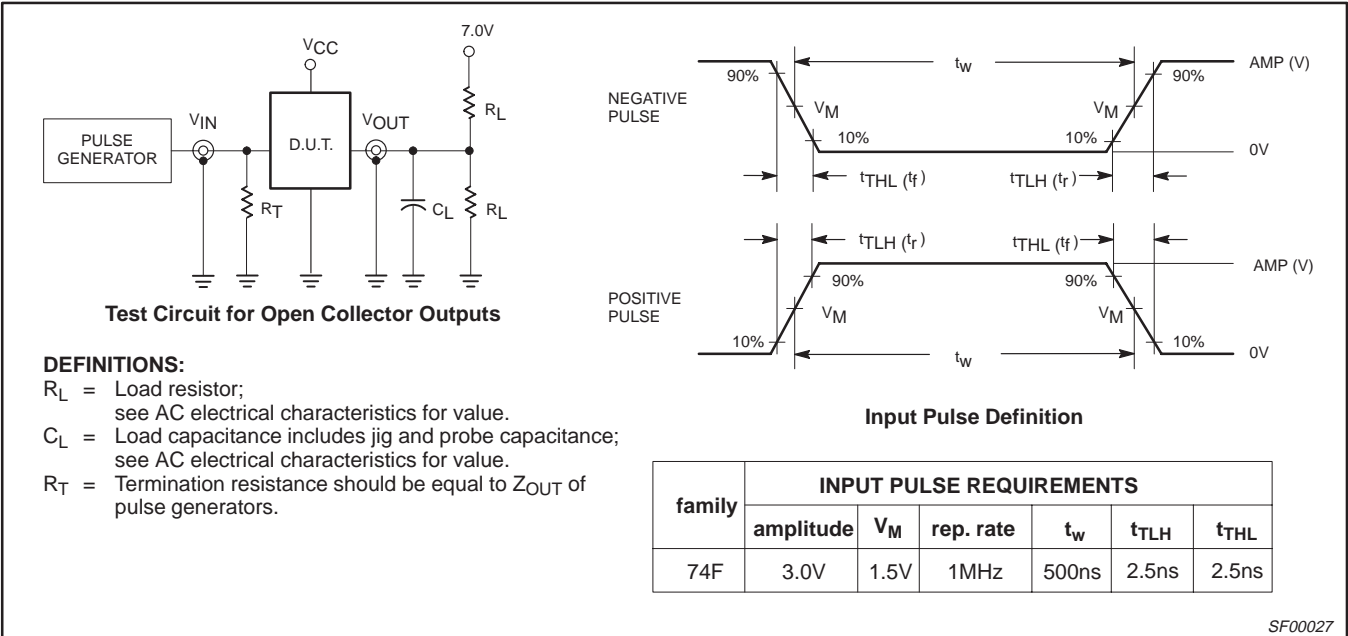 VCC
7.0V
RL
PULSE GENERATOR
VIN
D.U.T.
VOUT
RT
CL
RL
Test Circuit for Open Collector Outputs
DEFINITIONS:
RL = Load resistor;
see AC electrical characteristics for value.
CL = Load capacitance includes jig and probe capacitance;
see AC electrical characteristics for value.
RT = Termination resistance should be equal to ZOUT of
pulse generators.
NEGATIVE PULSE
90%
tw
90%
AMP (V)
VM
VM
10%
10%
0V
tTHL (tf)
tTLH (tr)
tTLH (tr)
tTHL (tf)
AMP (V)
POSITIVE PULSE
90%
90%
VM
VM
10%
tw
10%
0V
Input Pulse Definition
family
INPUT PULSE REQUIREMENTS
amplitude VM rep. rate tw tTLH tTHL
74F 3.0V 1.5V 1MHz 500ns 2.5ns 2.5ns
SF00027